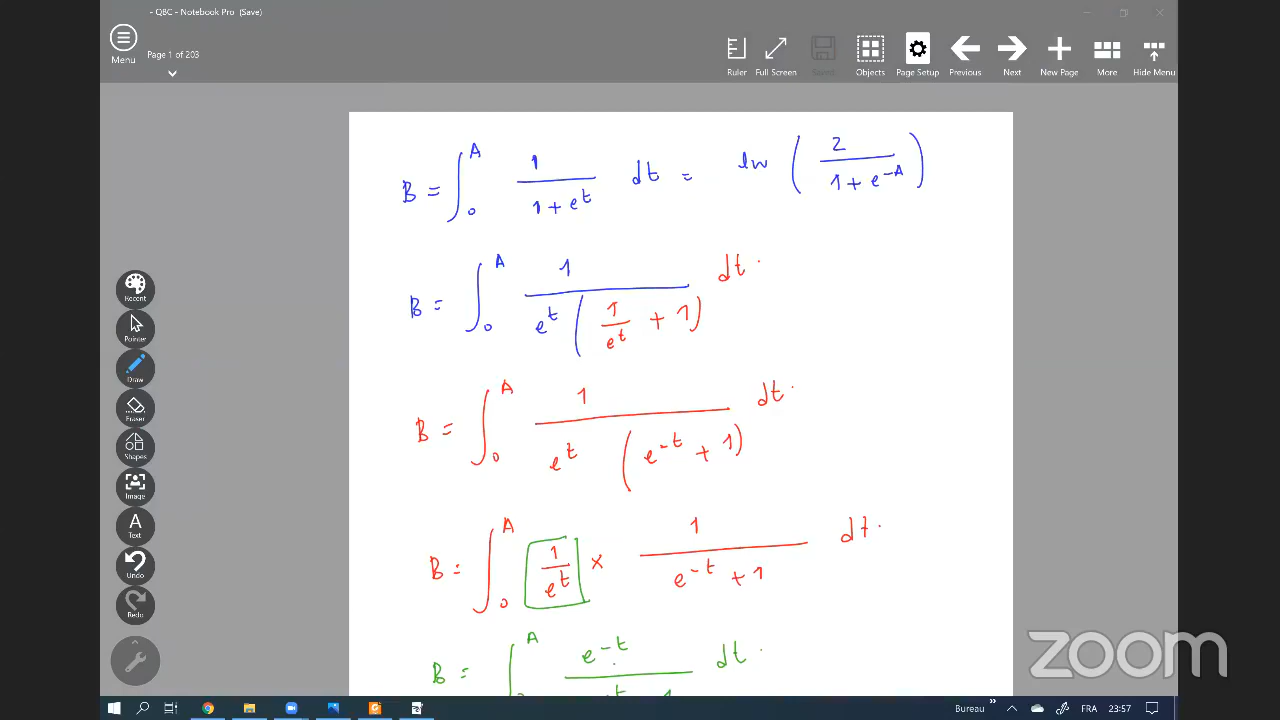 - QBC - Notebook Pro (Save)
Menu
Page 1 of 203
Ruler Full Screen Saved Objects Page Setup Previous Next New Page More Hide Menu
B = ∫₀^A 1/(1 + e^t) dt = ln (2/(1 + e^-A))
B = ∫₀^A 1/(e^t (1/e^t + 1)) dt.
B = ∫₀^A 1/(e^t (e^-t + 1)) dt.
B = ∫₀^A 1/e^t × 1/(e^-t + 1) dt.
B = ∫₀^A e^-t/ dt.
Recent
Pointer
Draw
Eraser
Shapes
Image
A
Text
Undo
Redo
zoom
Bureau » FRA 23:57